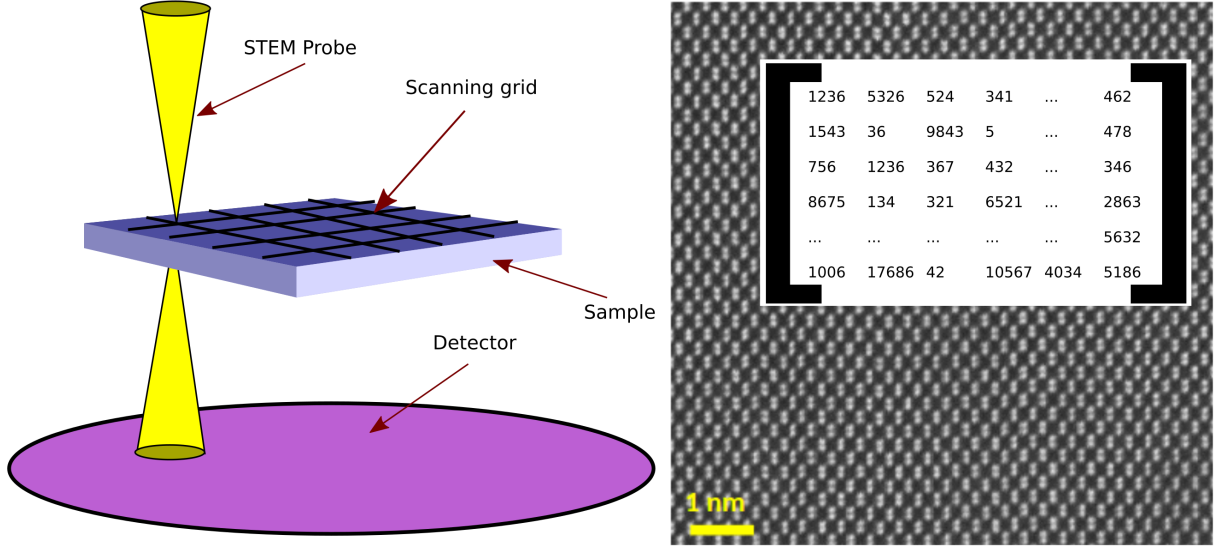 STEM Probe
Scanning grid
Sample
Detector
1236 5326 524 341 ... 462
1543 36 9843 5 ... 478
756 1236 367 432 ... 346
8675 134 321 6521 ... 2863
... ... ... ... ... 5632
1006 17686 42 10567 4034 5186
1 nm